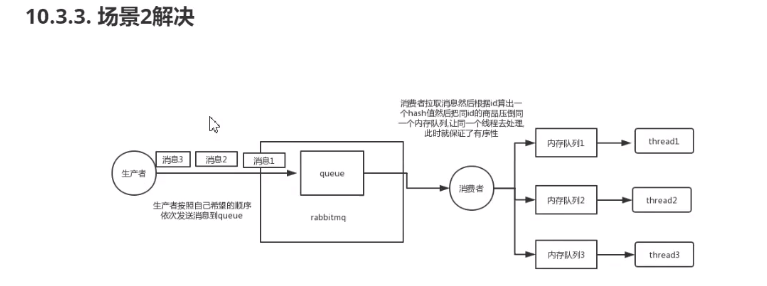 10.3.3. 场景2解决
消费者拉取消息然后根据id算出一
个hash值然后把同id的商品压倒同
一个内存队列,让同一个线程去处理,
此时就保证了有序性
消息3
消息2
消息1
生产者
queue
消费者
内存队列1
thread1
内存队列2
thread2
内存队列3
thread3
生产者按照自己希望的顺序
依次发送消息到queue
rabbitmq